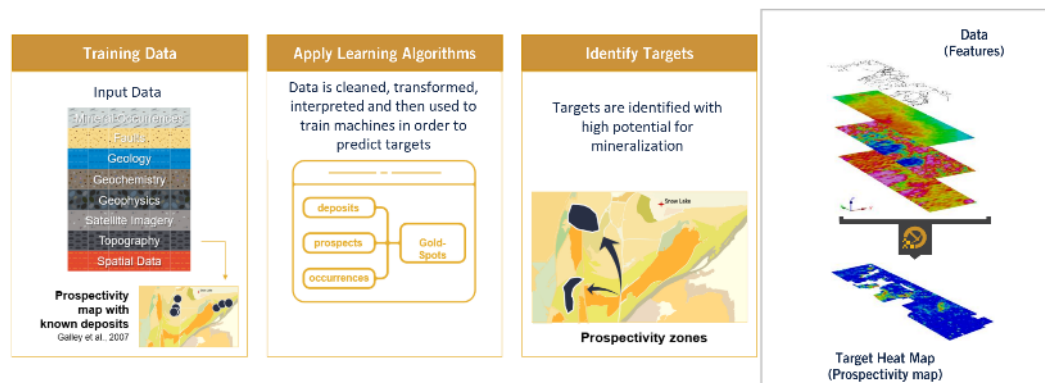 Training Data
Input Data
Mineral Occurrences
Faults
Geology
Geochemistry
Geophysics
Satellite Imagery
Topography
Spatial Data
Prospectivity
map with
known deposits
Galley et al., 2007
Snow Lake
Apply Learning Algorithms
Data is cleaned, transformed,
interpreted and then used to
train machines in order to
predict targets
deposits
prospects
occurrences
Gold-
Spots
Identify Targets
Targets are identified with
high potential for
mineralization
Snow Lake
Prospectivity zones
Data
(Features)
Target Heat Map
(Prospectivity map)